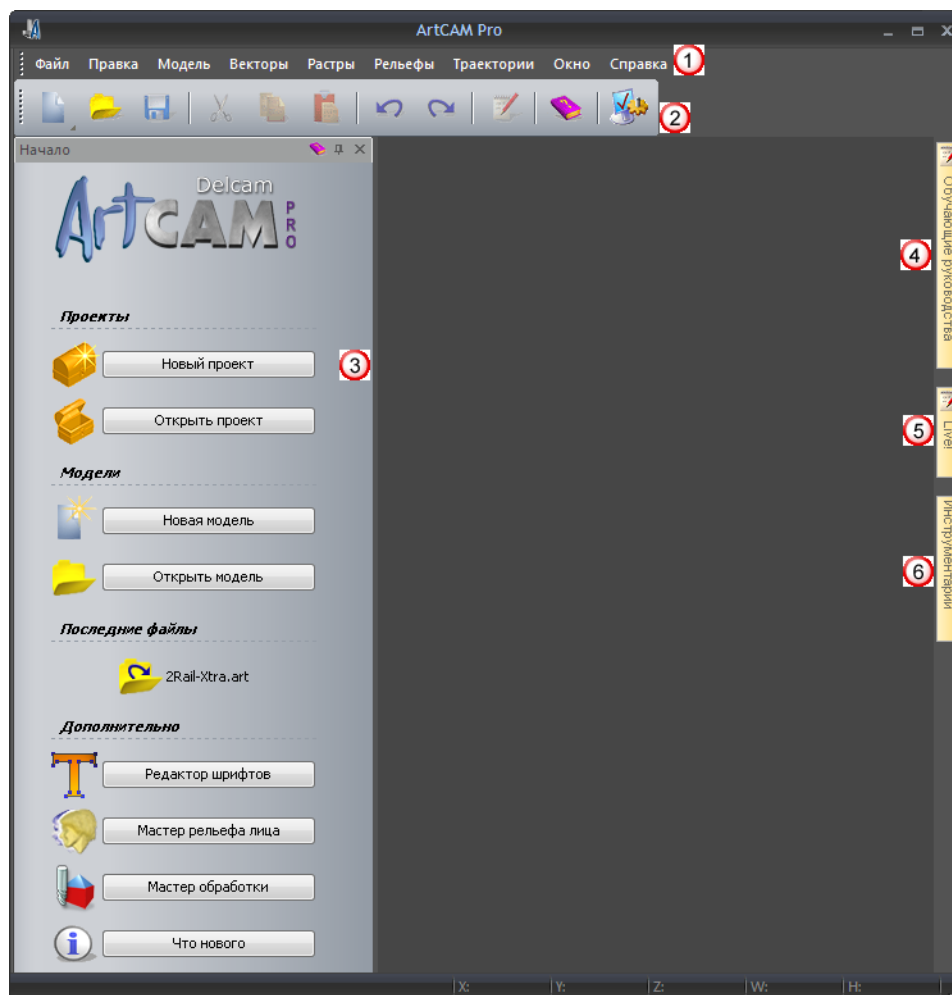 ArtCAM Pro
Файл Правка Модель Векторы Растры Рельефы Траектории Окно Справка 1
2
Начало
Delcam
ArtCAM PRO
Проекты
Новый проект
3
Открыть проект
Модели
Новая модель
Открыть модель
Последние файлы
2Rail-Xtra.art
Дополнительно
Редактор шрифтов
Мастер рельефа лица
Мастер обработки
Что нового
4
Обучающие руководства
5
Live!
6
Инструментарий
X: Y: Z: W: H: